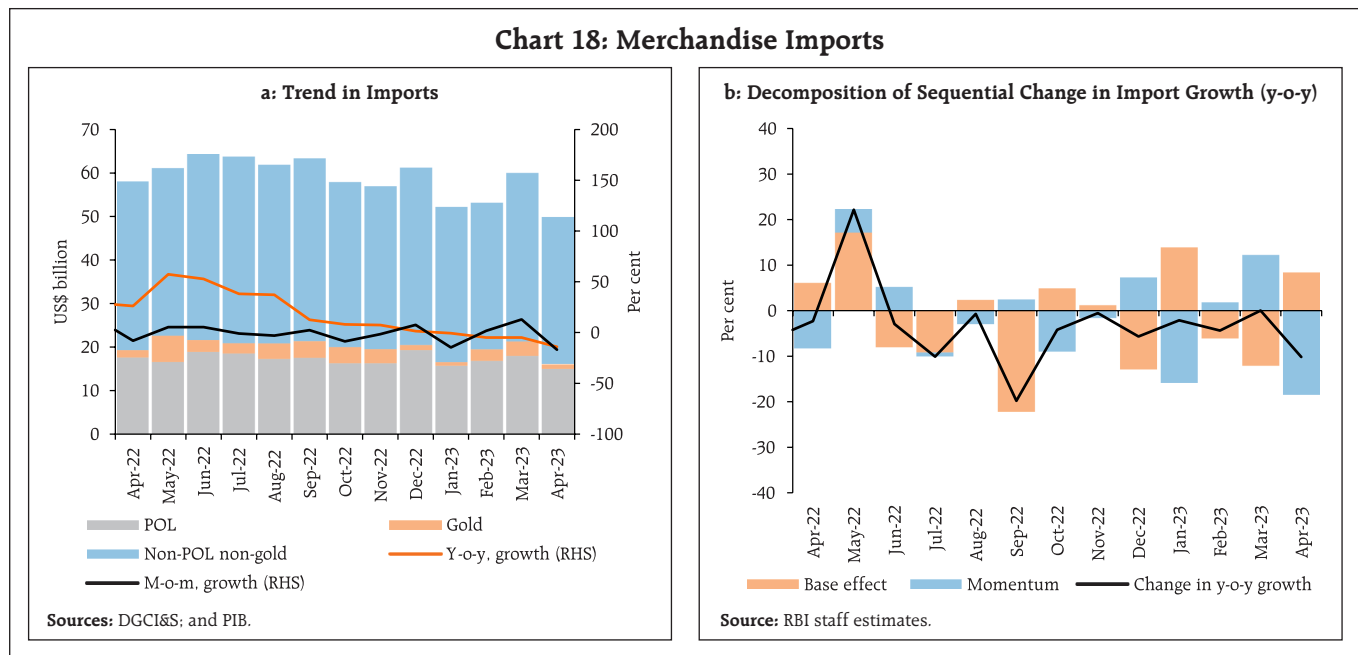 Chart 18: Merchandise Imports
a: Trend in Imports
70
60
50
40
30
20
10
0
US$ billion
200
150
100
50
0
-50
-100
Per cent
Apr-22
May-22
Jun-22
Jul-22
Aug-22
Sep-22
Oct-22
Nov-22
Dec-22
Jan-23
Feb-23
Mar-23
Apr-23
POL
Gold
Non-POL non-gold
Y-o-y, growth (RHS)
M-o-m, growth (RHS)
Sources: DGCI&S; and PIB.
b: Decomposition of Sequential Change in Import Growth (y-o-y)
40
30
20
10
0
-10
-20
-30
-40
Per cent
Apr-22
May-22
Jun-22
Jul-22
Aug-22
Sep-22
Oct-22
Nov-22
Dec-22
Jan-23
Feb-23
Mar-23
Apr-23
Base effect
Momentum
Change in y-o-y growth
Source: RBI staff estimates.